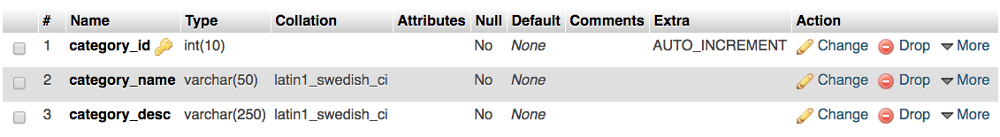 # Name Type Collation Attributes Null Default Comments Extra Action
1 category_id int(10) No None AUTO_INCREMENT Change Drop More
2 category_name varchar(50) latin1_swedish_ci No None Change Drop More
3 category_desc varchar(250) latin1_swedish_ci No None Change Drop More